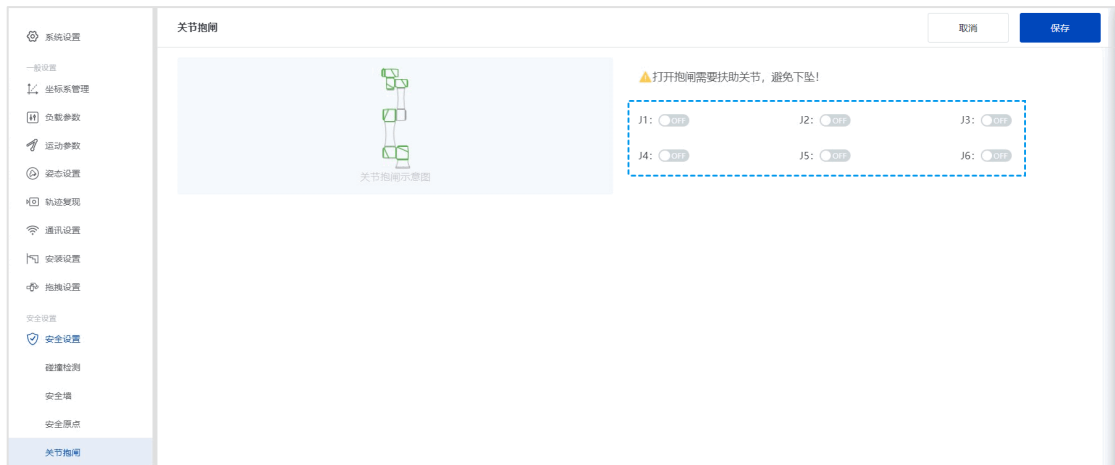 关节抱闸
取消
保存
系统设置
一般设置
坐标系管理
负载参数
运动参数
姿态设置
轨迹复现
通讯设置
安装设置
拖拽设置
安全设置
安全设置
碰撞检测
安全墙
安全原点
关节抱闸
关节抱闸示意图
打开抱闸需要扶助关节，避免下坠！
J1: OFF J2: OFF J3: OFF
J4: OFF J5: OFF J6: OFF